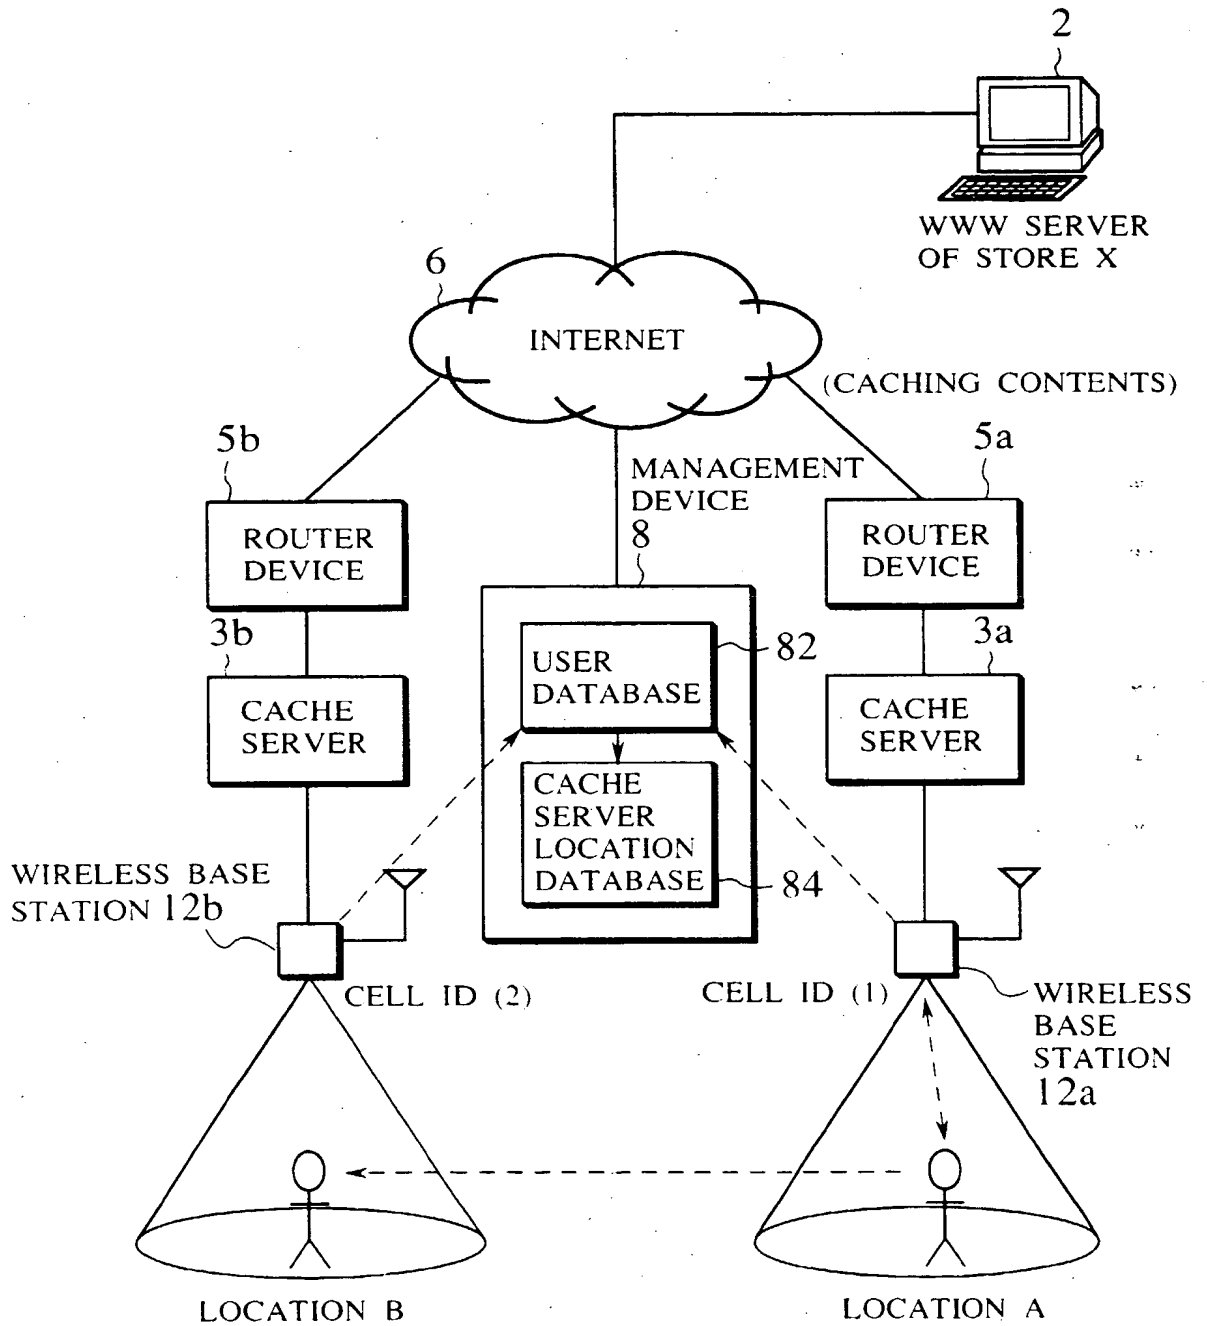 2
WWW SERVER
OF STORE X
6
INTERNET
(CACHING CONTENTS)
5b
5a
MANAGEMENT
DEVICE
8
ROUTER
DEVICE
ROUTER
DEVICE
3b
3a
82
USER
DATABASE
CACHE
SERVER
CACHE
SERVER
CACHE
SERVER
LOCATION
DATABASE
84
WIRELESS BASE
STATION 12b
CELL ID (2)
CELL ID (1)
WIRELESS
BASE
STATION
12a
LOCATION B
LOCATION A